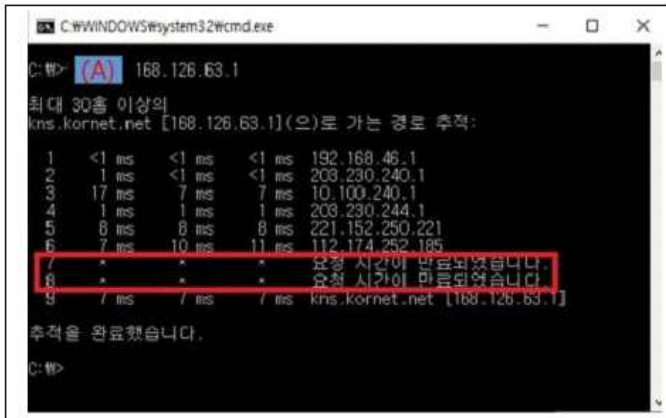 C:₩WINDOWS₩system32₩cmd.exe
C:₩> (A) 168.126.63.1
최대 30홉 이상의
kns.kornet.net [168.126.63.1](으)로 가는 경로 추적:
1 <1 ms <1 ms <1 ms 192.168.46.1
2 1 ms <1 ms <1 ms 203.230.240.1
3 17 ms 7 ms 7 ms 10.100.240.1
4 1 ms 1 ms 1 ms 203.230.244.1
5 8 ms 8 ms 8 ms 221.152.250.221
6 7 ms 10 ms 11 ms 112.174.252.185
7 * * * 요청 시간이 만료되었습니다.
8 * * * 요청 시간이 만료되었습니다.
9 7 ms 7 ms 7 ms kns.kornet.net [168.126.63.1]
추적을 완료했습니다.
C:₩>